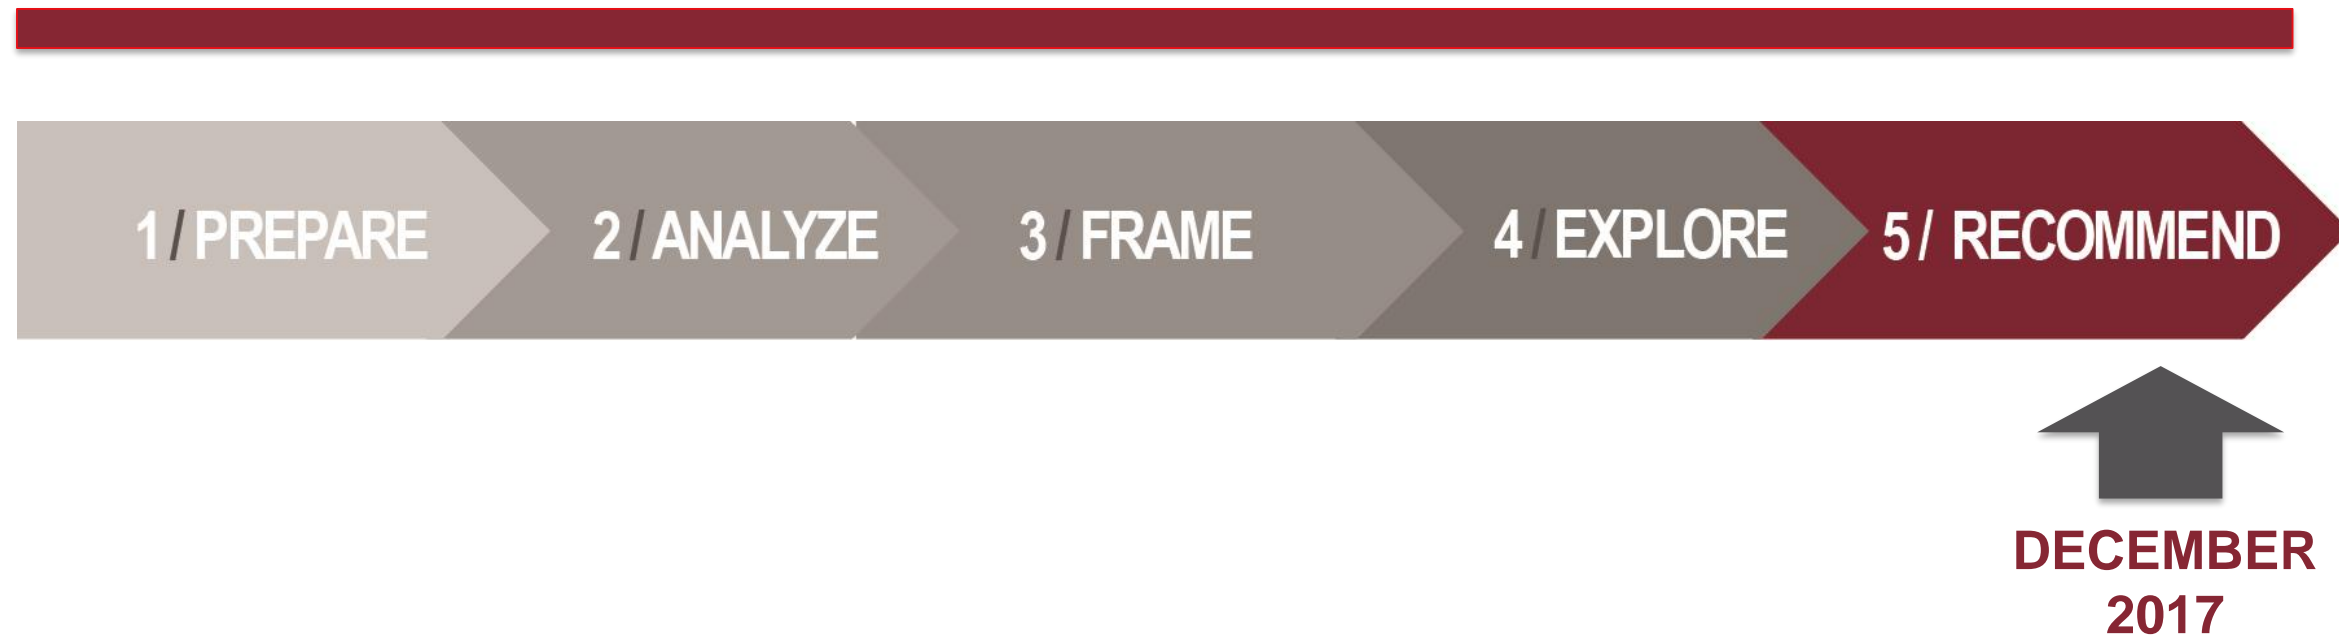 1 / PREPARE 2 / ANALYZE 3 / FRAME 4 / EXPLORE 5 / RECOMMEND
DECEMBER
2017